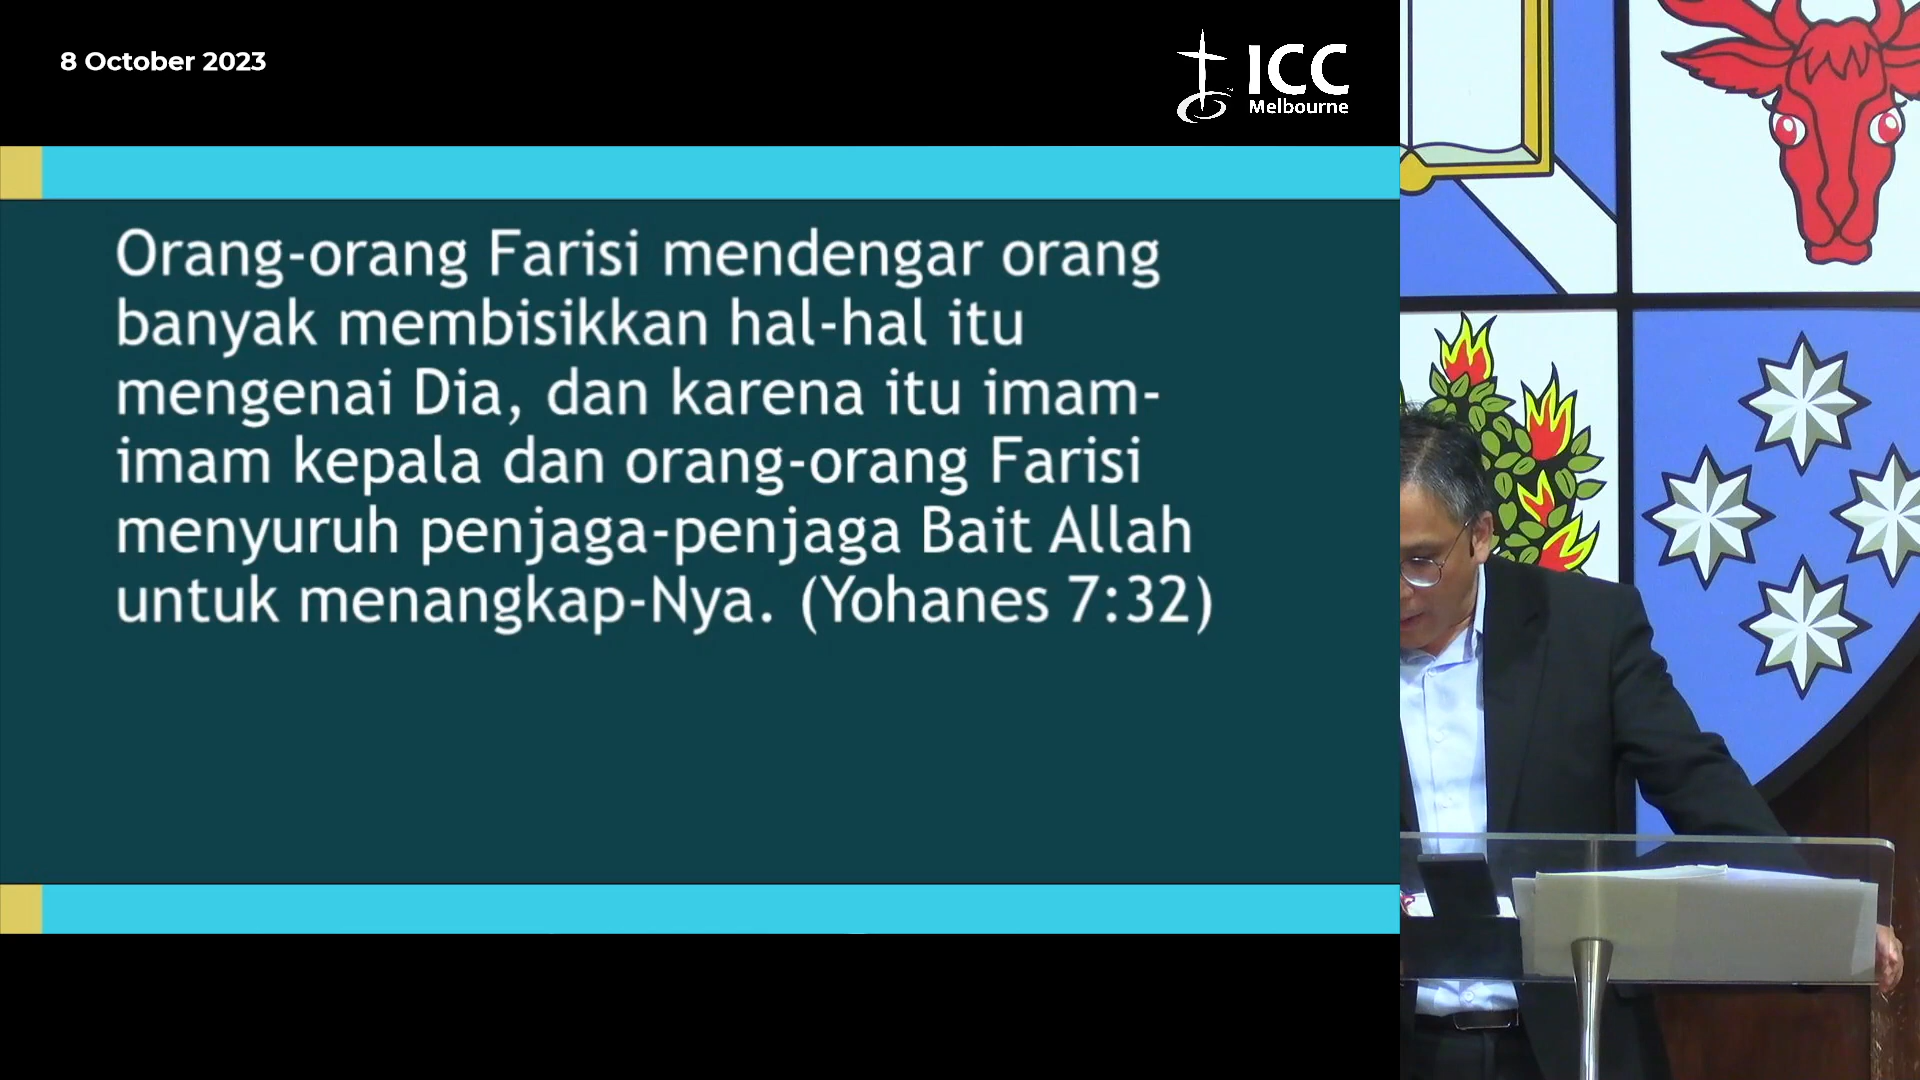 8 October 2023
ICC
Melbourne
Orang-orang Farisi mendengar orang
banyak membisikkan hal-hal itu
mengenai Dia, dan karena itu imam-
imam kepala dan orang-orang Farisi
menyuruh penjaga-penjaga Bait Allah
untuk menangkap-Nya. (Yohanes 7:32)